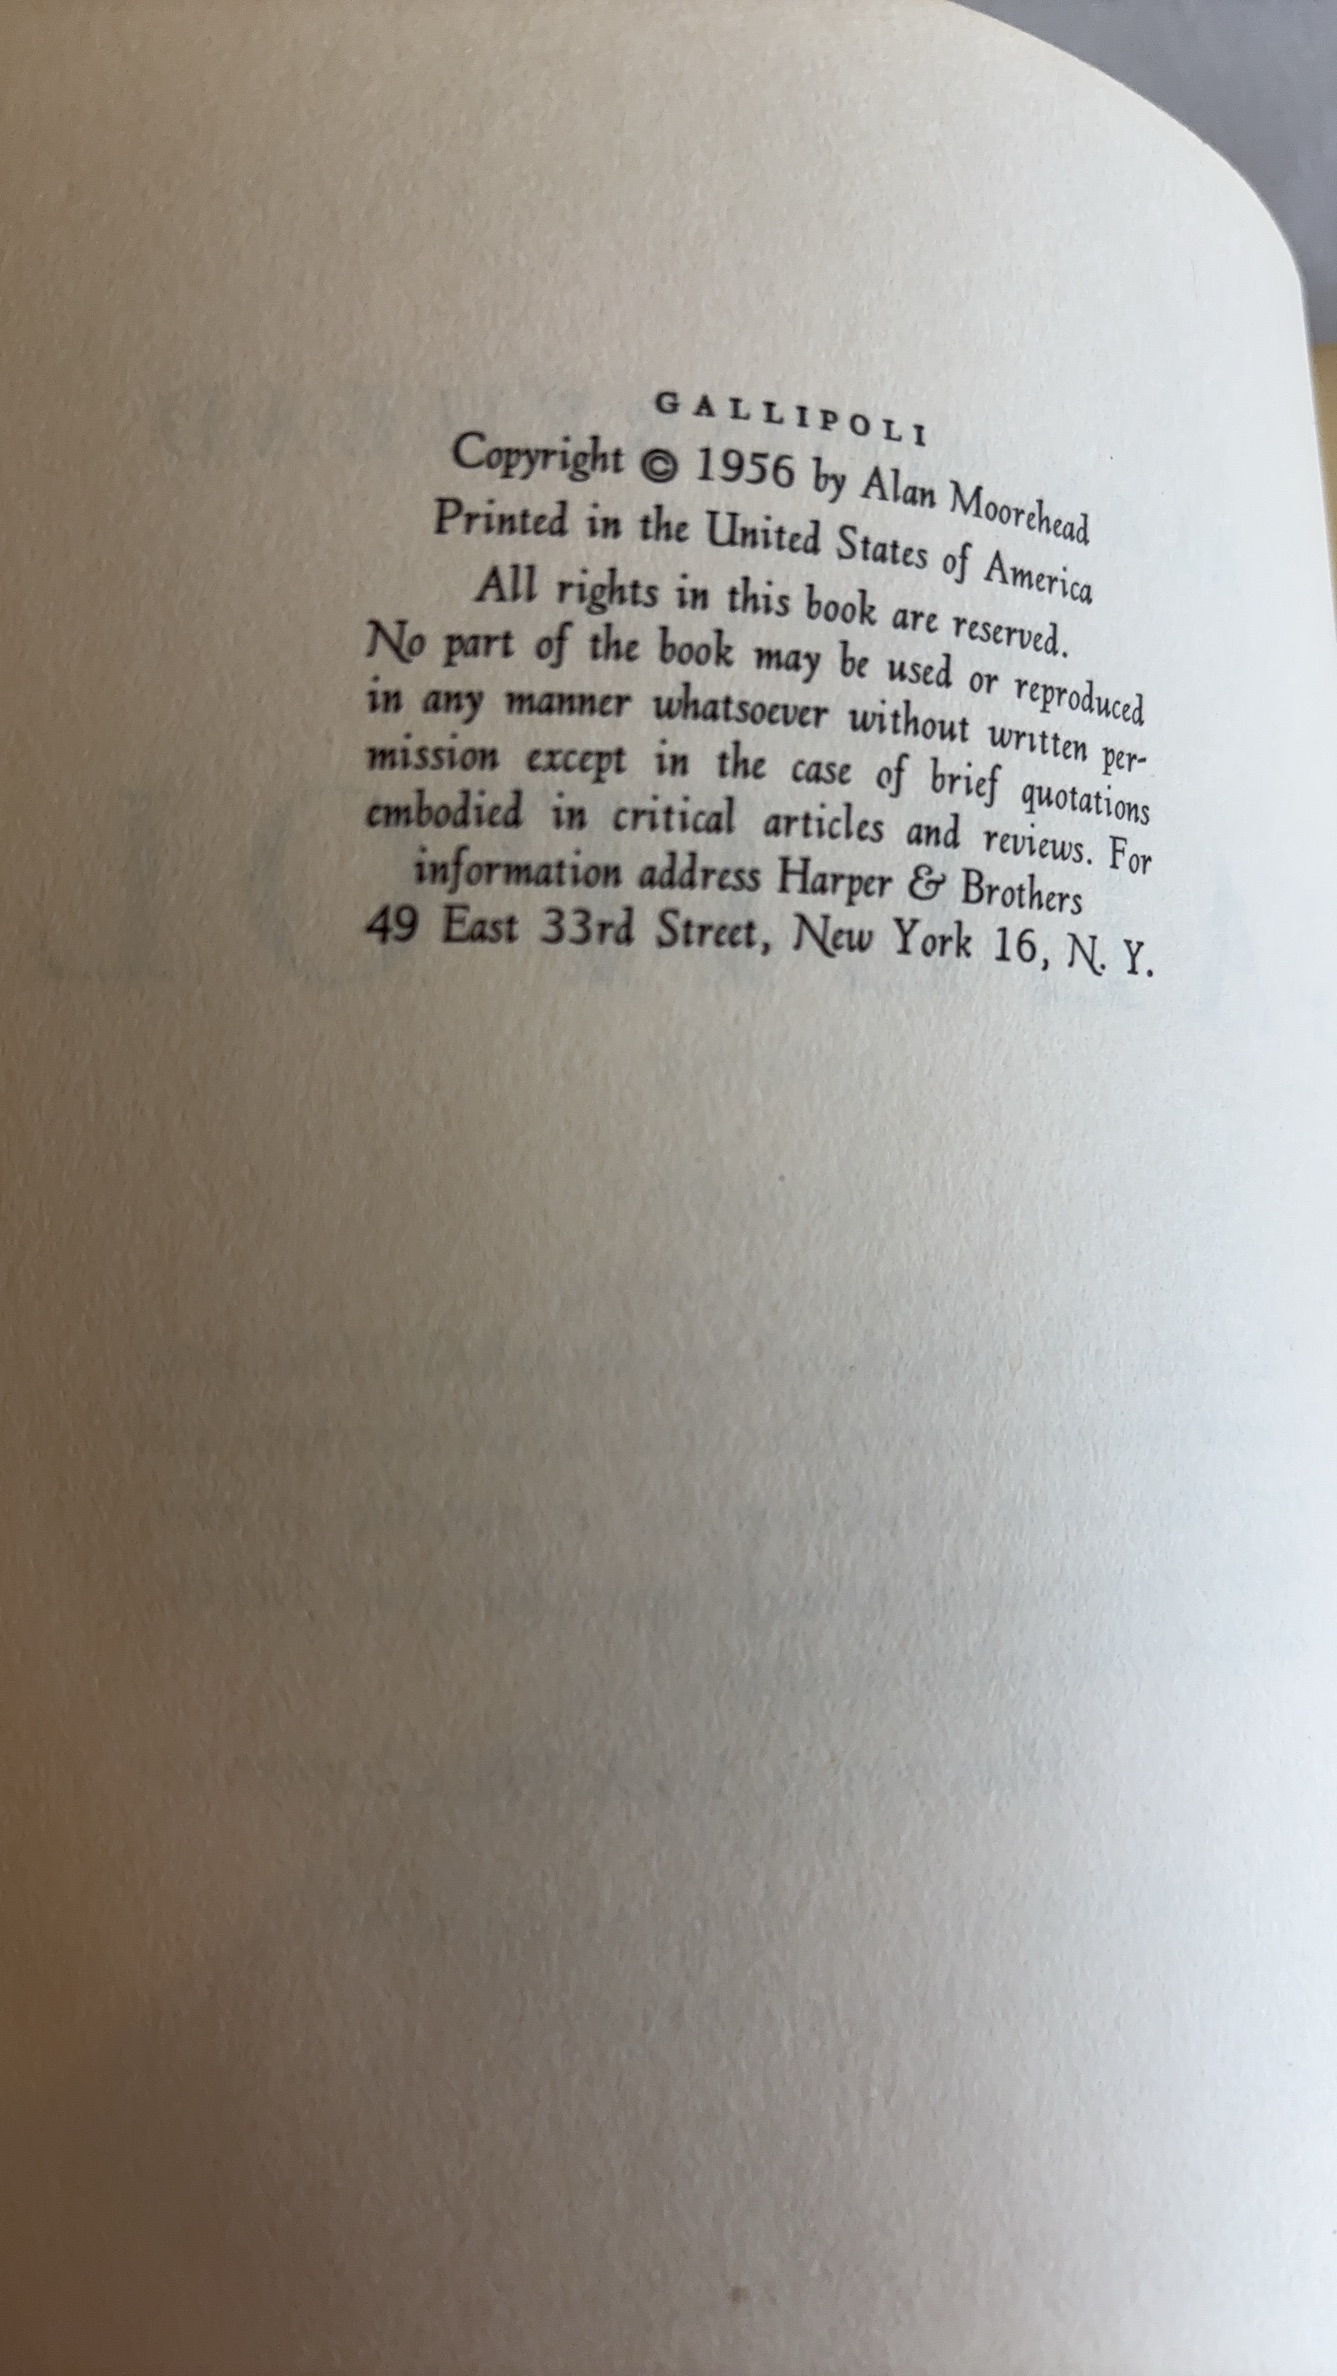 GALLIPOLI
Copyright © 1956 by Alan Moorehead
Printed in the United States of America
All rights in this book are reserved.
No part of the book may be used or reproduced
in any manner whatsoever without written per-
mission except in the case of brief quotations
embodied in critical articles and reviews. For
information address Harper & Brothers
49 East 33rd Street, New York 16, N. Y.